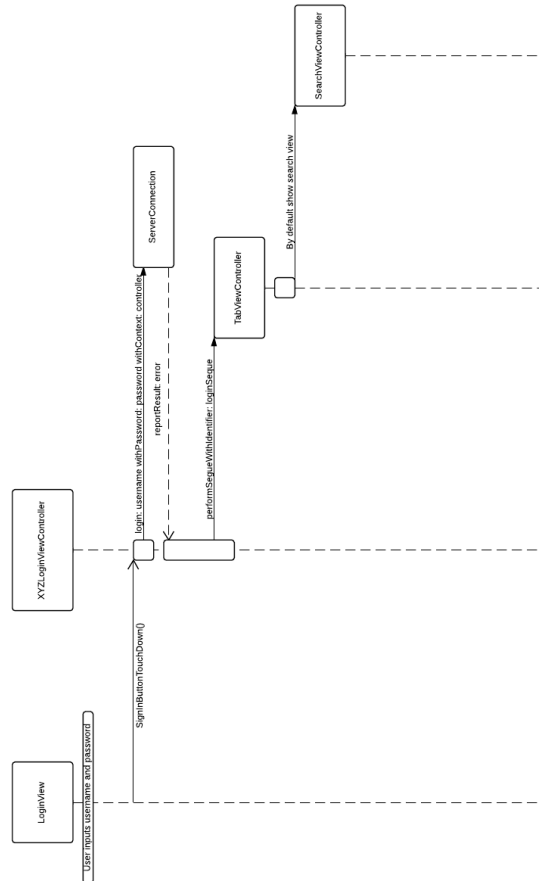 LoginView
User inputs username and password
XYZLoginViewController
SignInButtonTouchDown()
login: username withPassword: password withContext: controller
ServerConnection
reportResult: error
performSegueWithIdentifier: loginSeque
TabViewController
By default show search view
SearchViewController